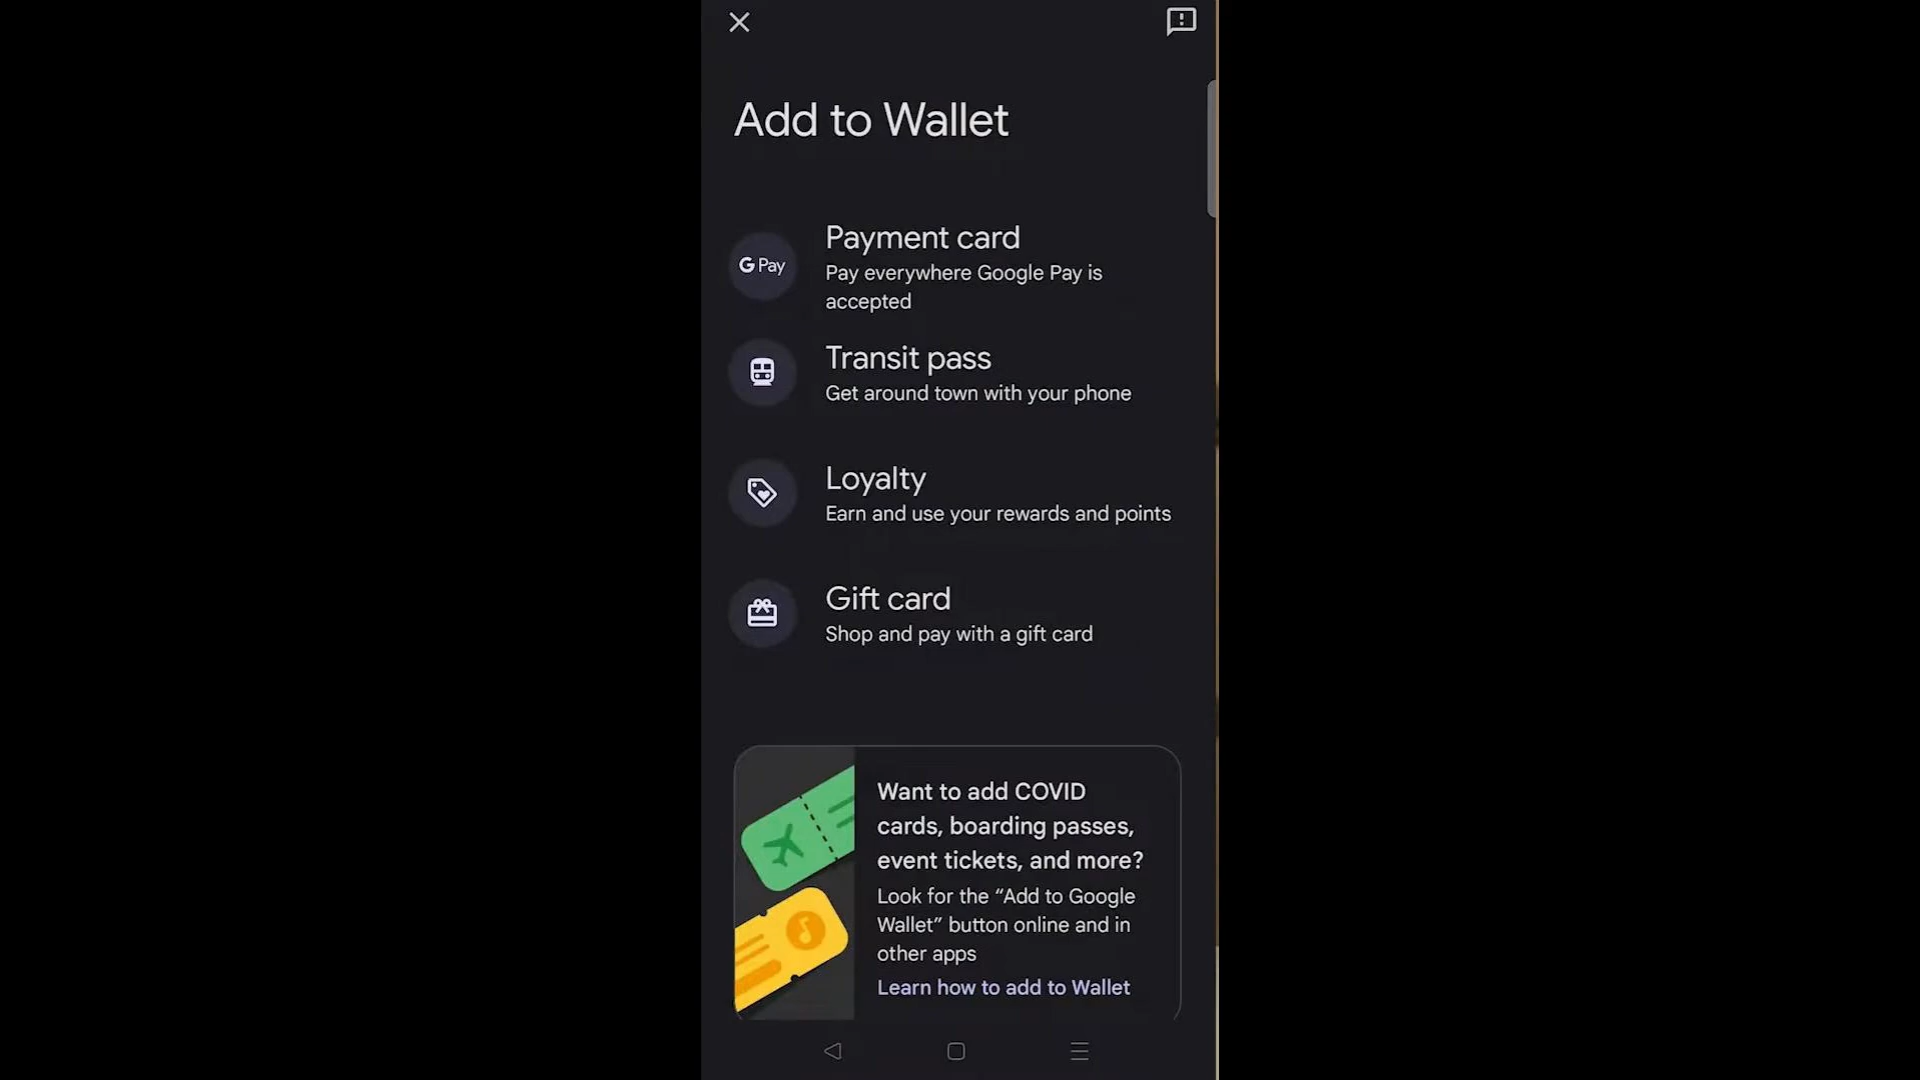 Add to Wallet
G Pay
Payment card
Pay everywhere Google Pay is
accepted
Transit pass
Get around town with your phone
Loyalty
Earn and use your rewards and points
Gift card
Shop and pay with a gift card
Want to add COVID
cards, boarding passes,
event tickets, and more?
Look for the “Add to Google
Wallet” button online and in
other apps
Learn how to add to Wallet